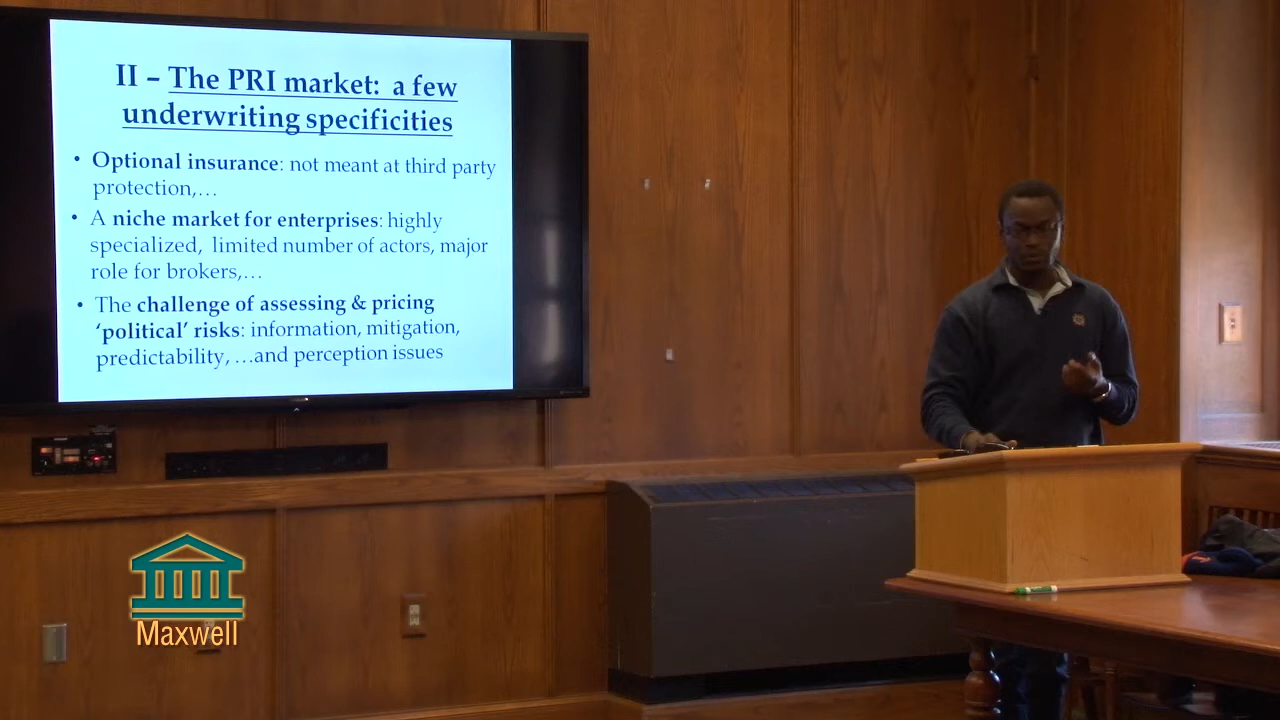 II – The PRI market: a few
underwriting specificities
• Optional insurance: not meant at third party
protection,…
• A niche market for enterprises: highly
specialized, limited number of actors, major
role for brokers,…
• The challenge of assessing & pricing
‘political’ risks: information, mitigation,
predictability, …and perception issues
Maxwell